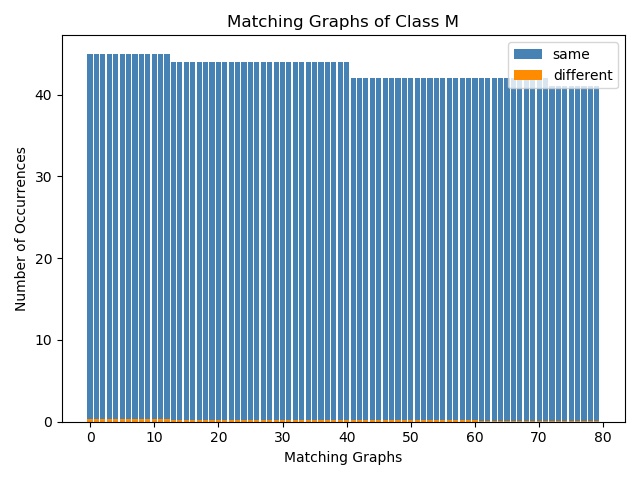 Matching Graphs of Class M
same
different
Number of Occurrences
40
30
20
10
0
0 10 20 30 40 50 60 70 80
Matching Graphs